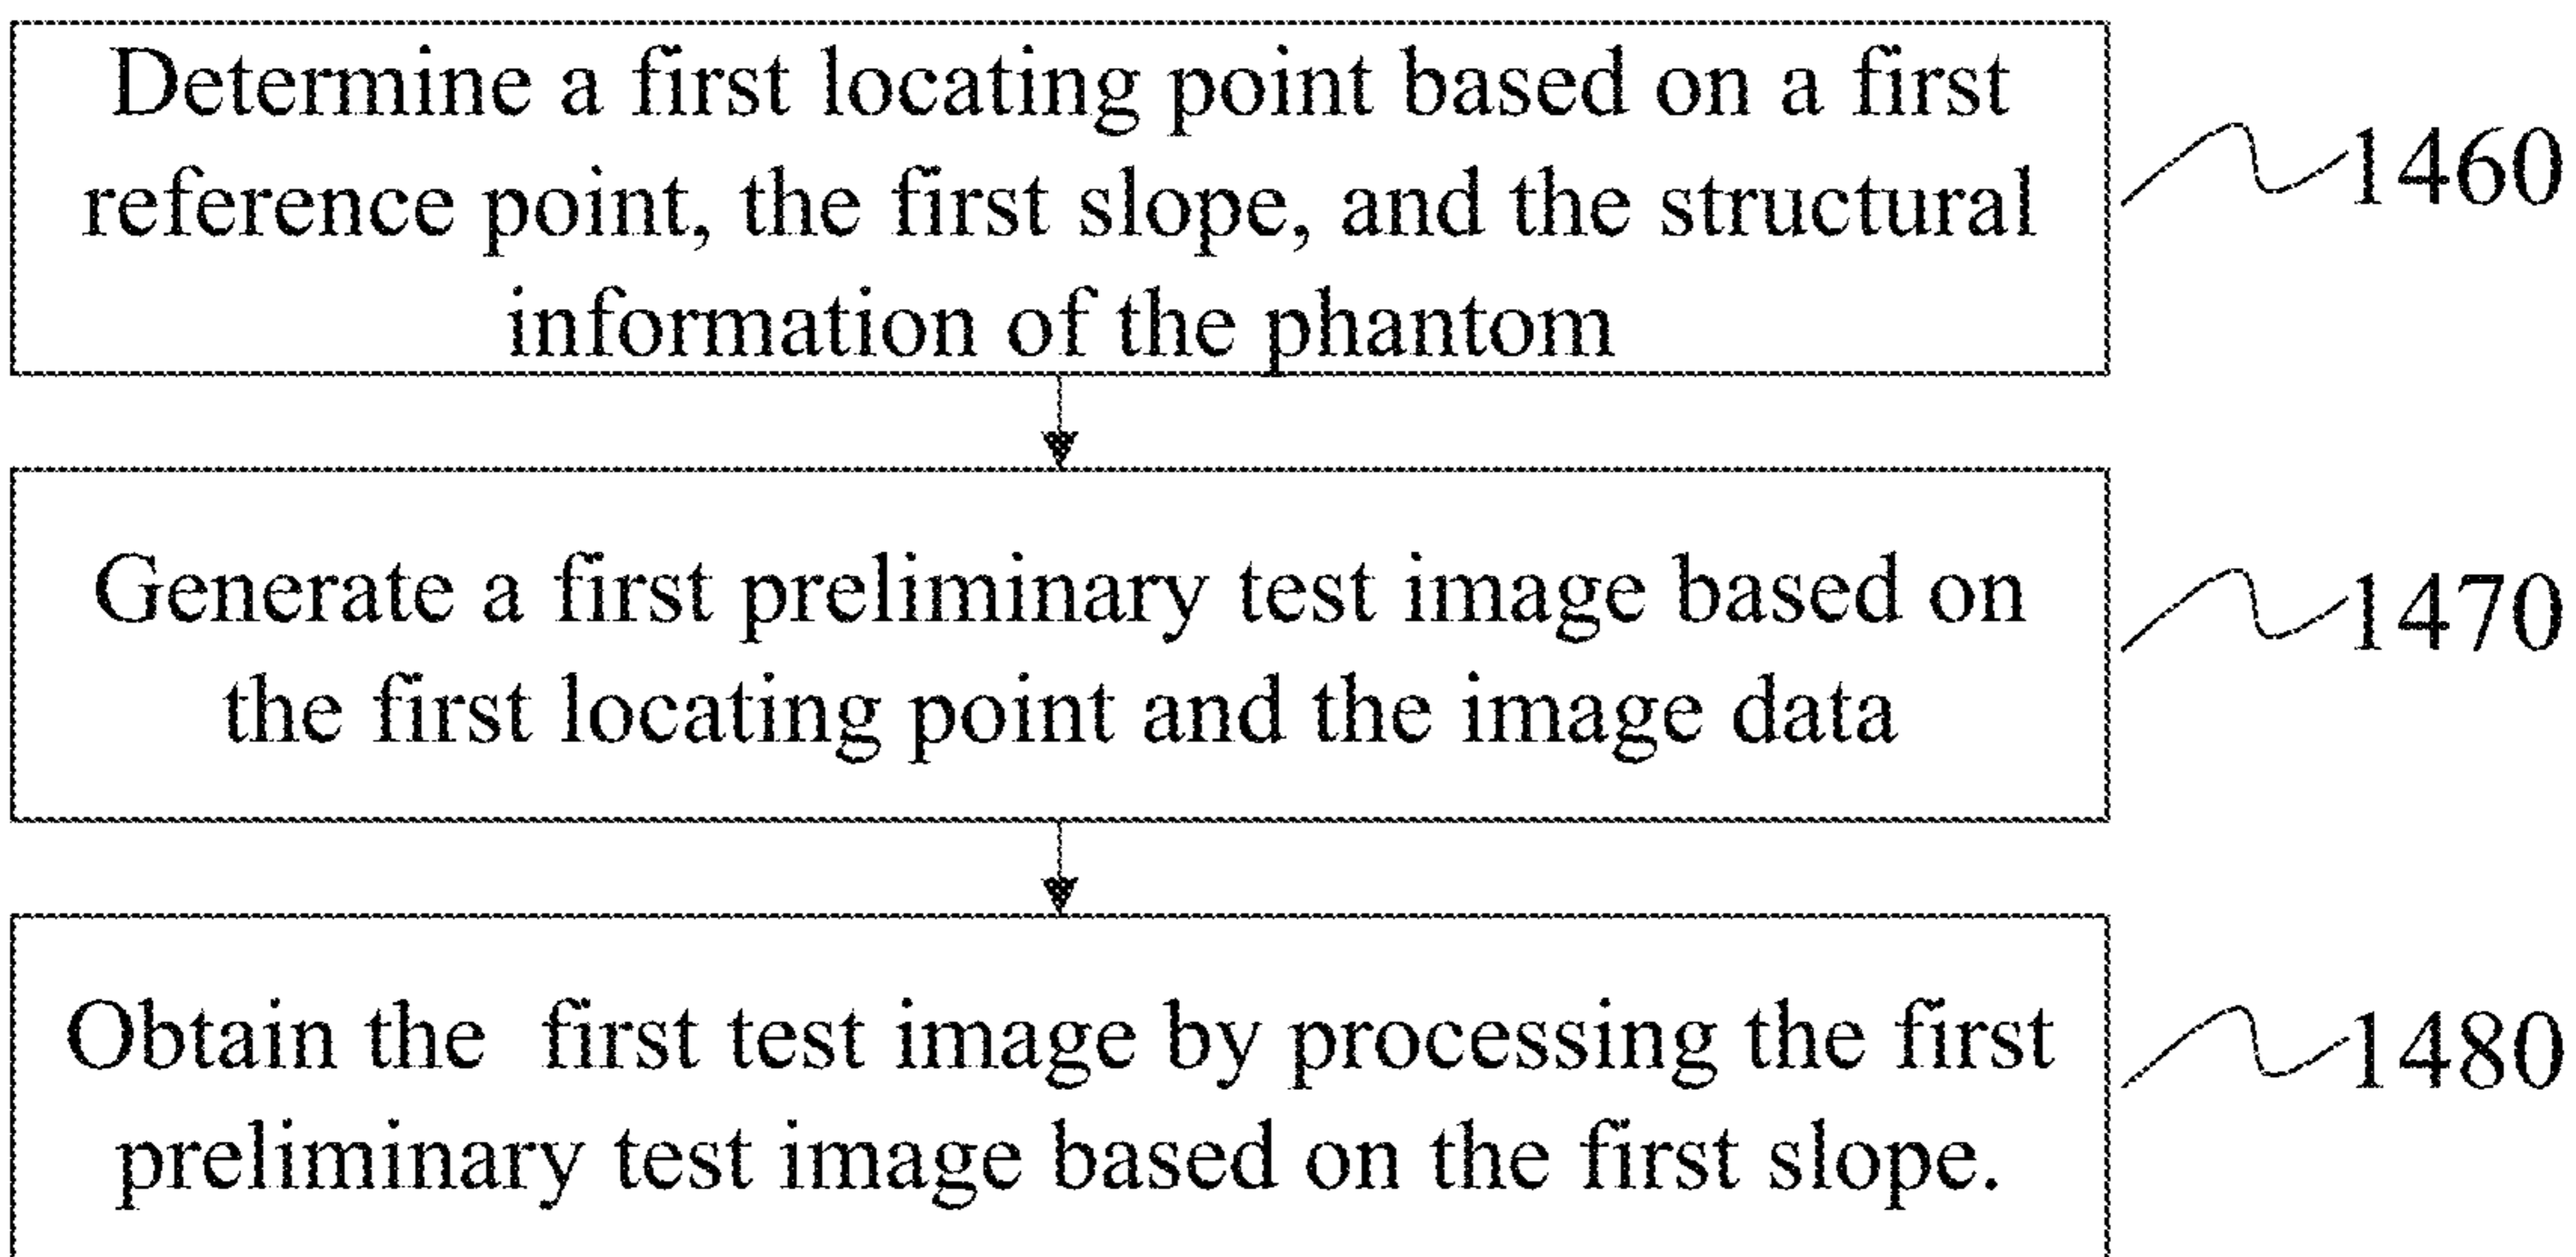 Determine a first locating point based on a first
reference point, the first slope, and the structural
information of the phantom
1460
Generate a first preliminary test image based on
the first locating point and the image data
1470
Obtain the  first test image by processing the first
preliminary test image based on the first slope.
1480